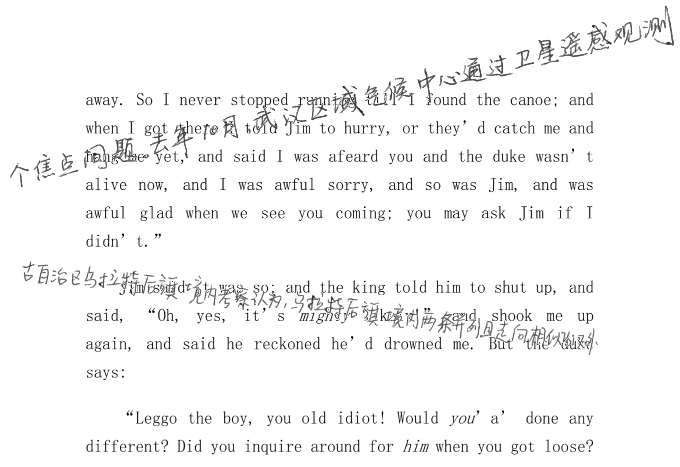 个焦点问题.去年10月,武汉区域气候中心通过卫星遥感观测
away. So I never stopped running till I found the canoe; and
when I got there I told Jim to hurry, or they’d catch me and
hang me yet, and said I was afeard you and the duke wasn’t
alive now, and I was awful sorry, and so was Jim, and was
awful glad when we see you coming; you may ask Jim if I
didn’t.”
古自治区乌拉特后旗境内考察认为,乌拉特后旗境内两条并列且走向相似的
Jim said it was so; and the king told him to shut up, and
said, “Oh, yes, it’s mighty likely!” and shook me up
again, and said he reckoned he’d drownded me. But the duke
says:
“Leggo the boy, you old idiot! Would you’a’ done any
different? Did you inquire around for him when you got loose?